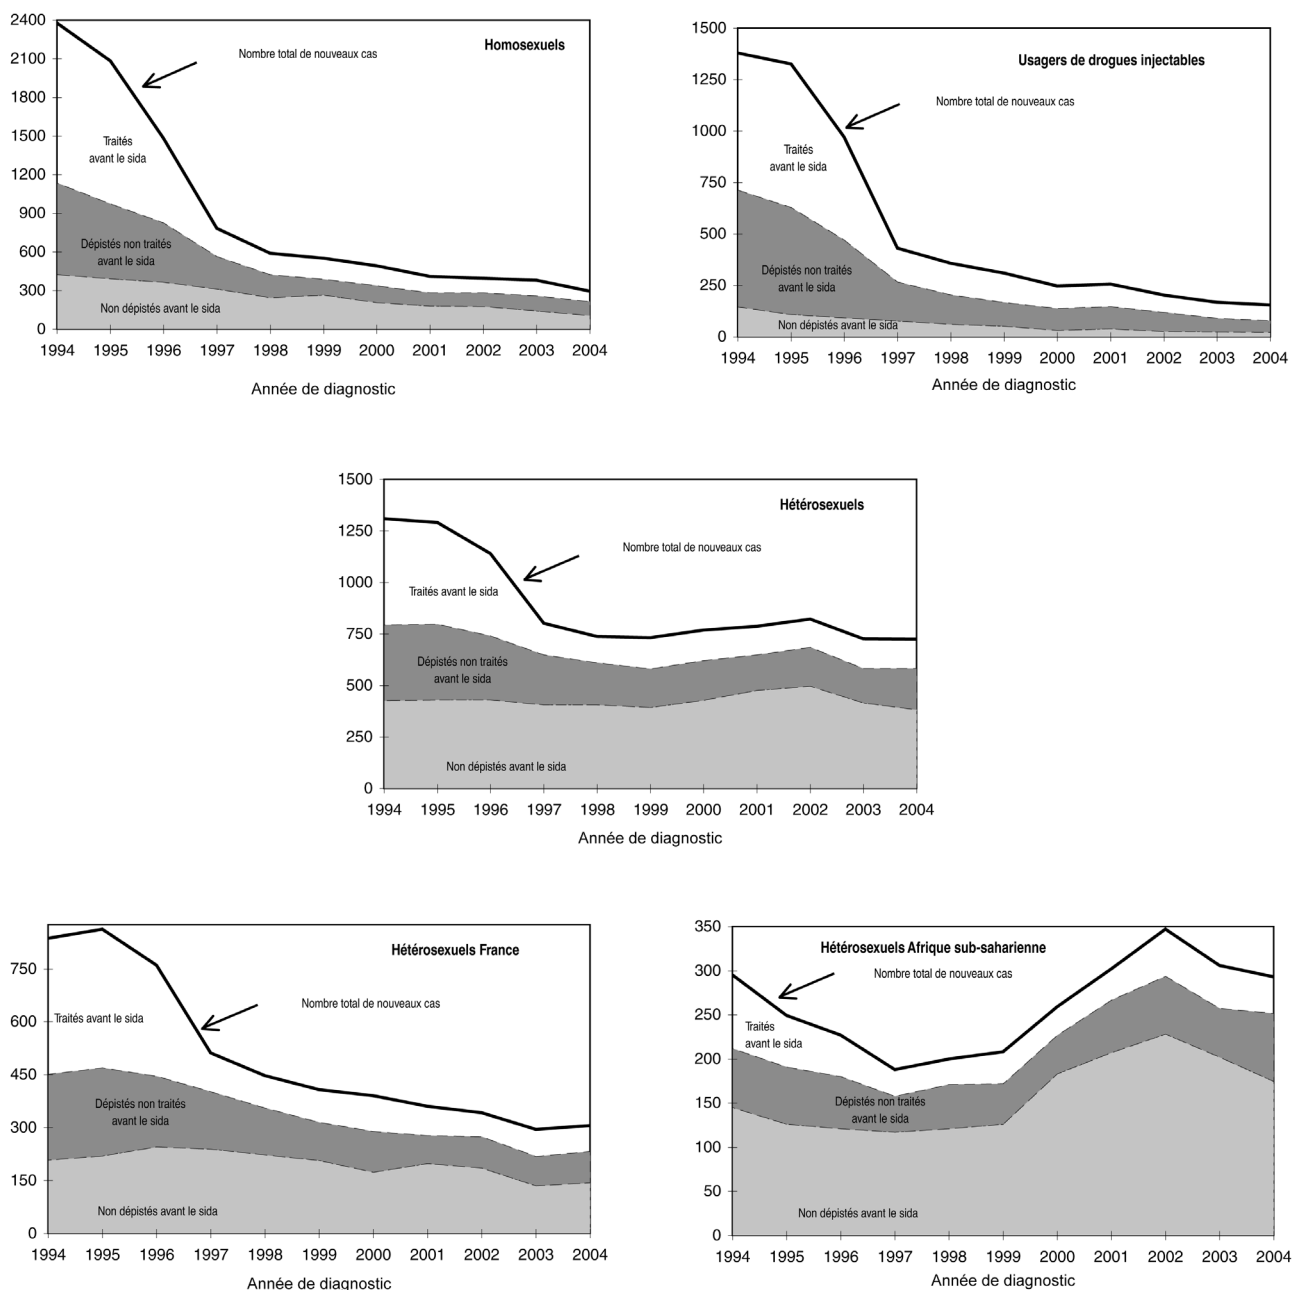 2400
2100
1800
1500
1200
900
600
300
0
Homosexuels
Nombre total de nouveaux cas
Traités
avant le sida
Dépistés non traités
avant le sida
Non dépistés avant le sida
1994 1995 1996 1997 1998 1999 2000 2001 2002 2003 2004
Année de diagnostic
1500
1250
1000
750
500
250
0
Usagers de drogues injectables
Nombre total de nouveaux cas
Traités
avant le sida
Dépistés non traités
avant le sida
Non dépistés avant le sida
1994 1995 1996 1997 1998 1999 2000 2001 2002 2003 2004
Année de diagnostic
1500
1250
1000
750
500
250
0
Hétérosexuels
Nombre total de nouveaux cas
Traités avant le sida
Dépistés non traités
avant le sida
Non dépistés avant le sida
1994 1995 1996 1997 1998 1999 2000 2001 2002 2003 2004
Année de diagnostic
750
600
450
300
150
0
Hétérosexuels France
Nombre total de nouveaux cas
Traités avant le sida
Dépistés non traités
avant le sida
Non dépistés avant le sida
1994 1995 1996 1997 1998 1999 2000 2001 2002 2003 2004
Année de diagnostic
350
300
250
200
150
100
50
0
Hétérosexuels Afrique sub-saharienne
Nombre total de nouveaux cas
Traités
avant le sida
Dépistés non traités
avant le sida
Non dépistés avant le sida
1994 1995 1996 1997 1998 1999 2000 2001 2002 2003 2004
Année de diagnostic